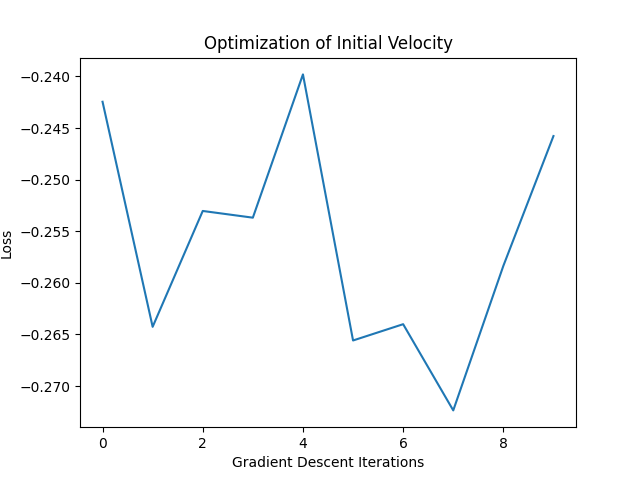 Optimization of Initial Velocity
−0.240
−0.245
−0.250
−0.255
−0.260
−0.265
−0.270
Loss
0 2 4 6 8
Gradient Descent Iterations